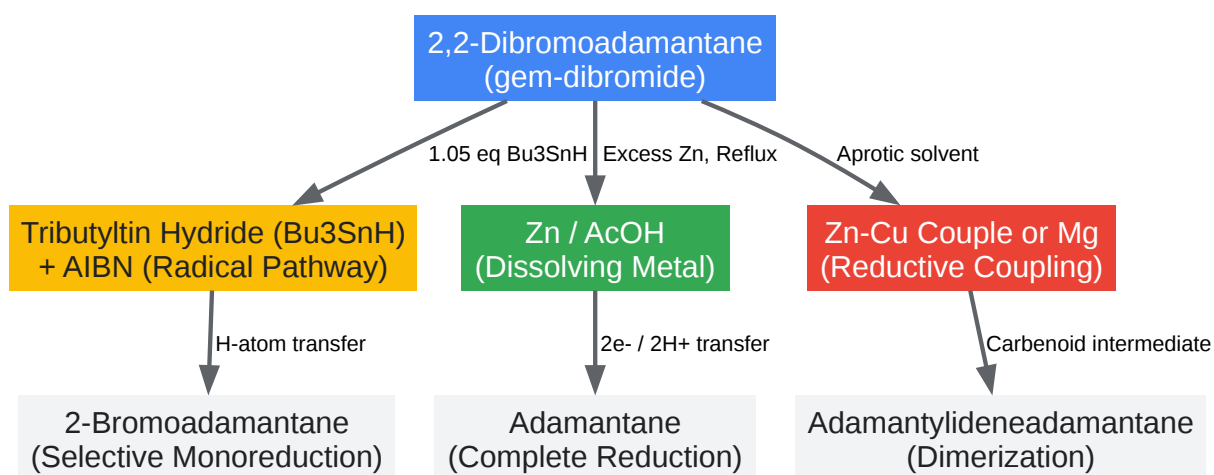 2,2-Dibromoadamantane
(gem-dibromide)
1.05 eq Bu3SnH
Excess Zn, Reflux
Aprotic solvent
Tributyltin Hydride (Bu3SnH)
+ AIBN (Radical Pathway)
Zn / AcOH
(Dissolving Metal)
Zn-Cu Couple or Mg
(Reductive Coupling)
H-atom transfer
2e- / 2H+ transfer
Carbenoid intermediate
2-Bromoadamantane
(Selective Monoreduction)
Adamantane
(Complete Reduction)
Adamantylideneadamantane
(Dimerization)